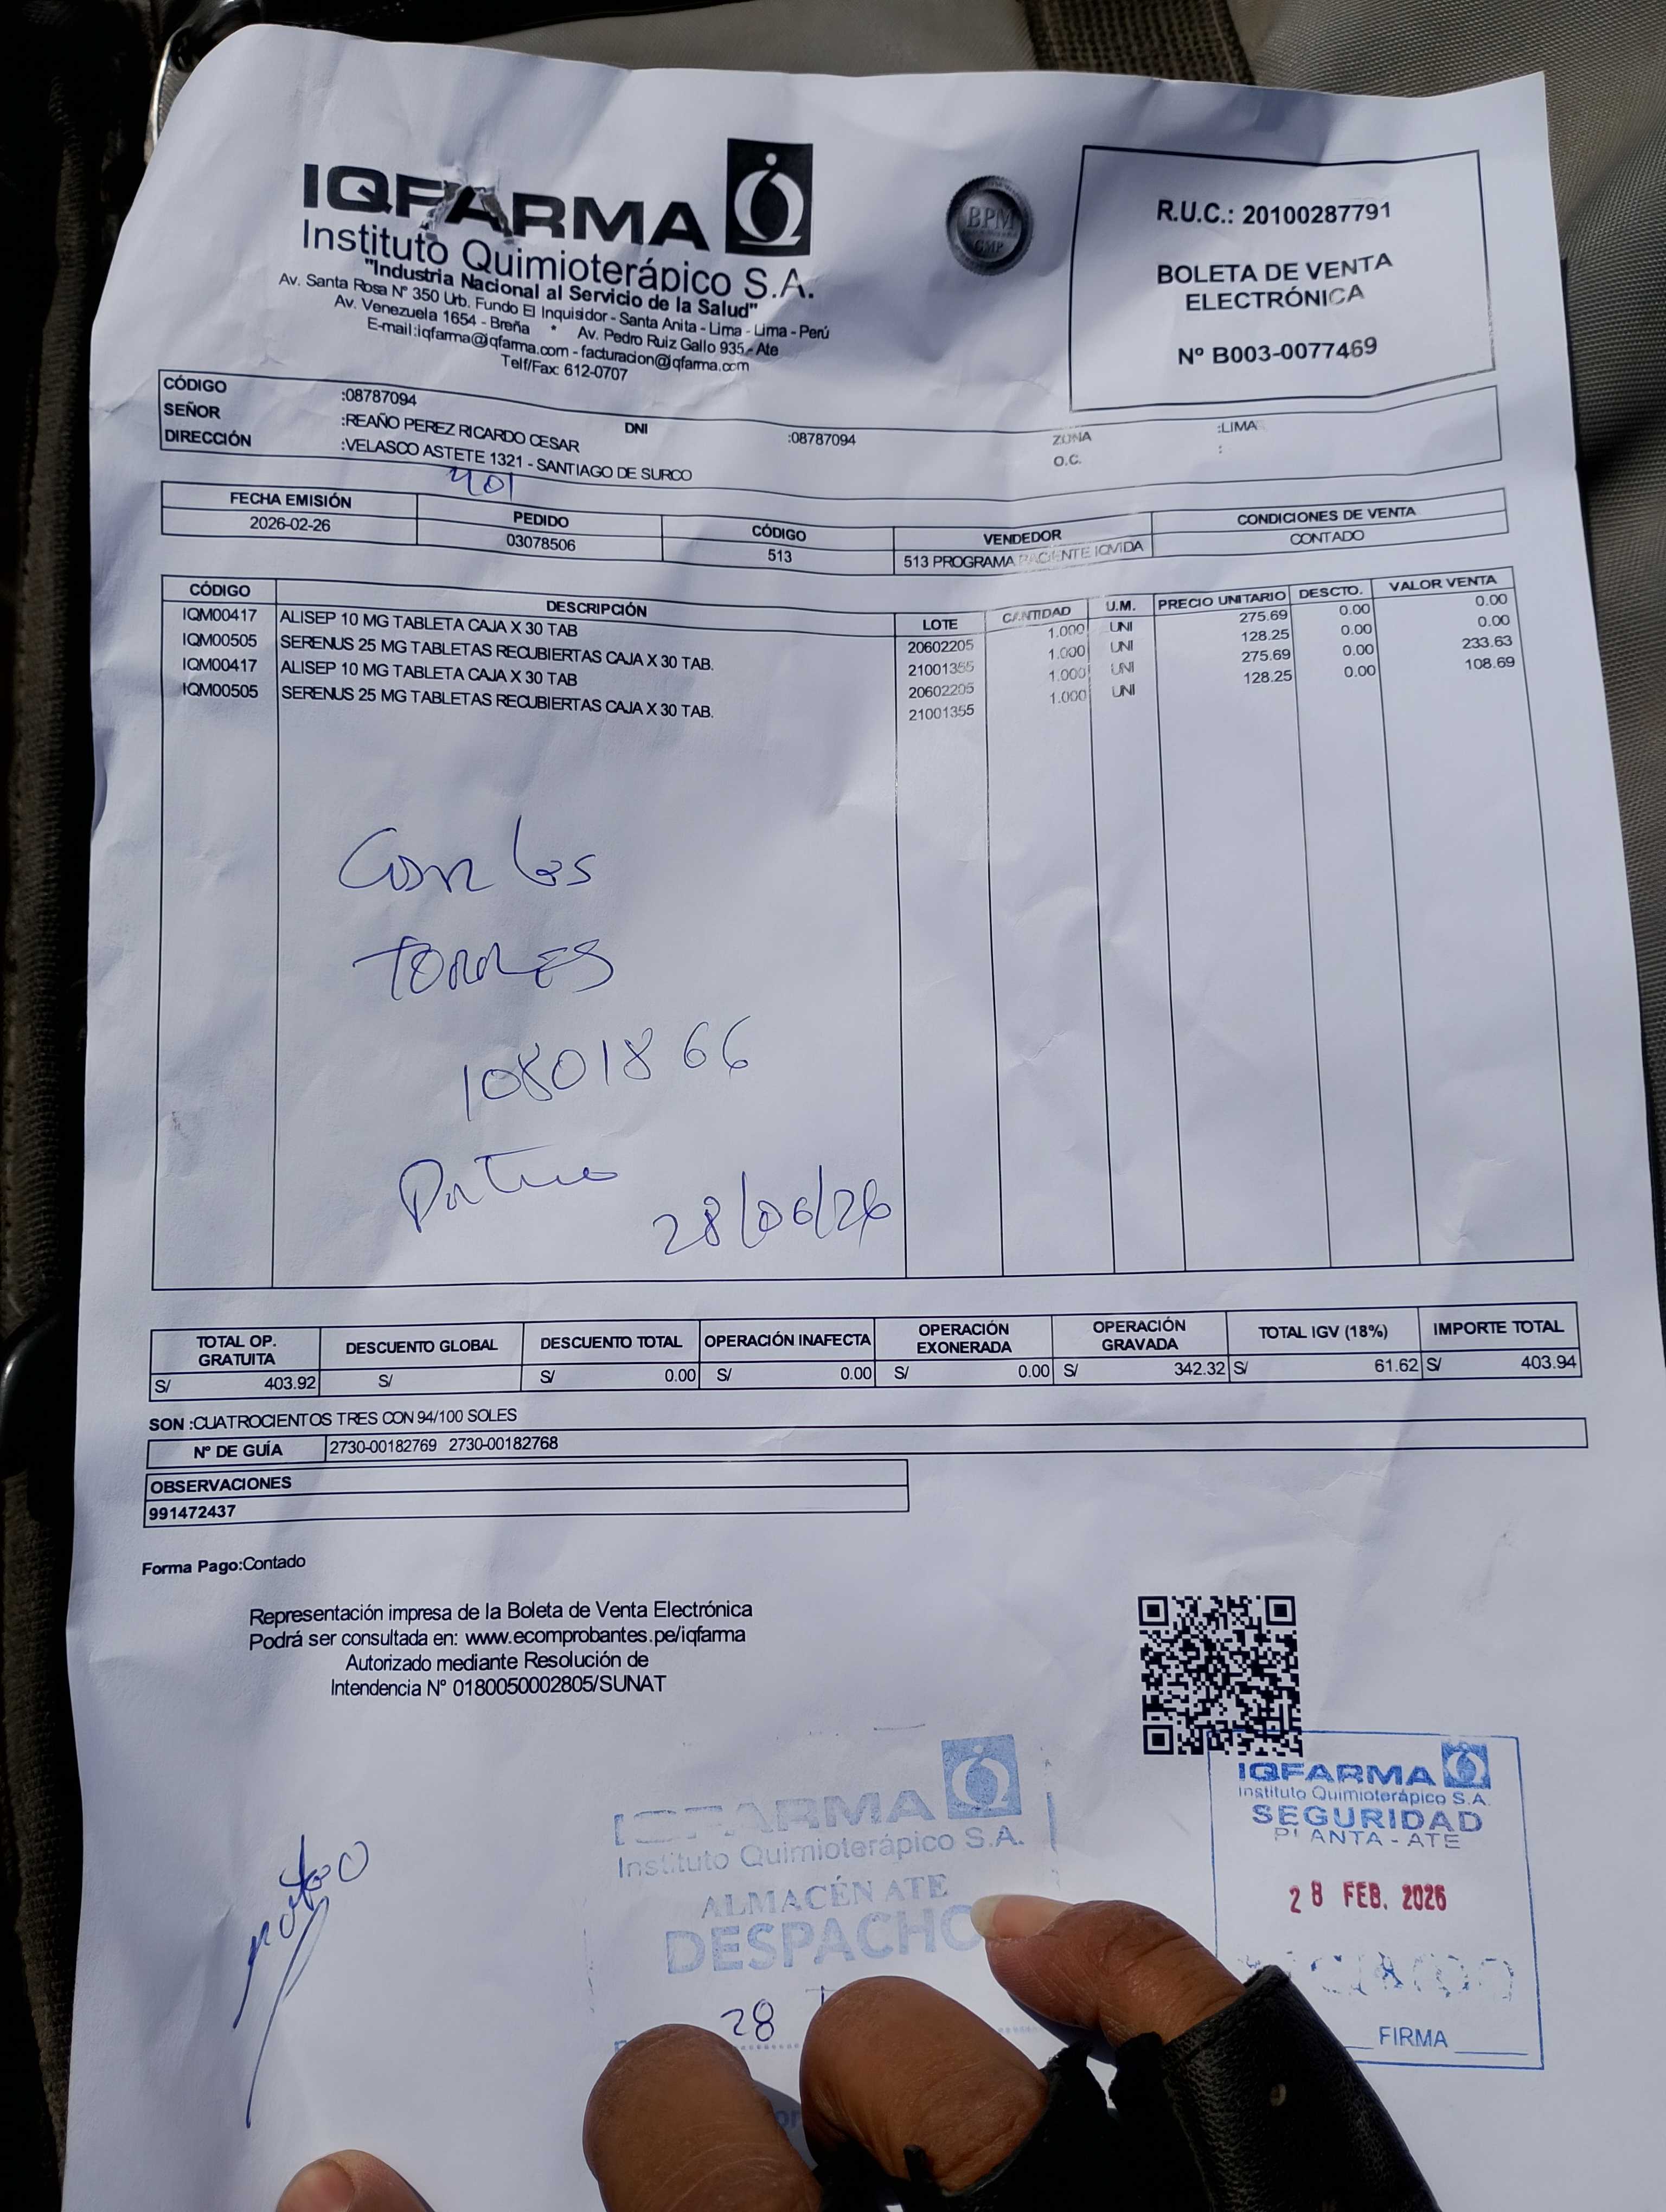 IQFARMA
Instituto Quimioterápico S.A.
"Industria Nacional al Servicio de la Salud"
Av. Santa Rosa N° 350 Urb. Fundo El Inquisidor - Santa Anita - Lima - Lima - Perú
Av. Venezuela 1654 - Breña * Av. Pedro Ruiz Gallo 935 - Ate
E-mail:iqfarma@iqfarma.com - facturacion@iqfarma.com
Telf/Fax: 612-0707
BPM
GMP
R.U.C.: 20100287791
BOLETA DE VENTA
ELECTRÓNICA
Nº B003-0077469
CÓDIGO :08787094
SEÑOR :REAÑO PEREZ RICARDO CESAR DNI :08787094 ZONA :LIMA
DIRECCIÓN :VELASCO ASTETE 1321 - SANTIAGO DE SURCO O.C. :
401
FECHA EMISIÓN PEDIDO CÓDIGO VENDEDOR CONDICIONES DE VENTA
2026-02-26 03078506 513 513 PROGRAMA PACIENTE IQVIDA CONTADO
CÓDIGO DESCRIPCIÓN LOTE CANTIDAD U.M. PRECIO UNITARIO DESCTO. VALOR VENTA
IQM00417 ALISEP 10 MG TABLETA CAJA X 30 TAB 20602205 1.000 UNI 275.69 0.00 0.00
IQM00505 SERENUS 25 MG TABLETAS RECUBIERTAS CAJA X 30 TAB. 21001355 1.000 UNI 128.25 0.00 0.00
IQM00417 ALISEP 10 MG TABLETA CAJA X 30 TAB 20602205 1.000 UNI 275.69 0.00 233.63
IQM00505 SERENUS 25 MG TABLETAS RECUBIERTAS CAJA X 30 TAB. 21001355 1.000 UNI 128.25 0.00 108.69
Carlos
TORRES
10801866
28/06/26
TOTAL OP. GRATUITA DESCUENTO GLOBAL DESCUENTO TOTAL OPERACIÓN INAFECTA OPERACIÓN EXONERADA OPERACIÓN GRAVADA TOTAL IGV (18%) IMPORTE TOTAL
S/ 403.92 S/ S/ 0.00 S/ 0.00 S/ 0.00 S/ 342.32 S/ 61.62 S/ 403.94
SON :CUATROCIENTOS TRES CON 94/100 SOLES
Nº DE GUÍA 2730-00182769 2730-00182768
OBSERVACIONES
991472437
Forma Pago:Contado
Representación impresa de la Boleta de Venta Electrónica
Podrá ser consultada en: www.ecomprobantes.pe/iqfarma
Autorizado mediante Resolución de
Intendencia N° 0180050002805/SUNAT
IQFARMA
Instituto Quimioterápico S.A.
ALMACÉN ATE
DESPACHO
28
IQFARMA
Instituto Quimioterápico S.A.
SEGURIDAD
PLANTA - ATE
28 FEB. 2026
FIRMA